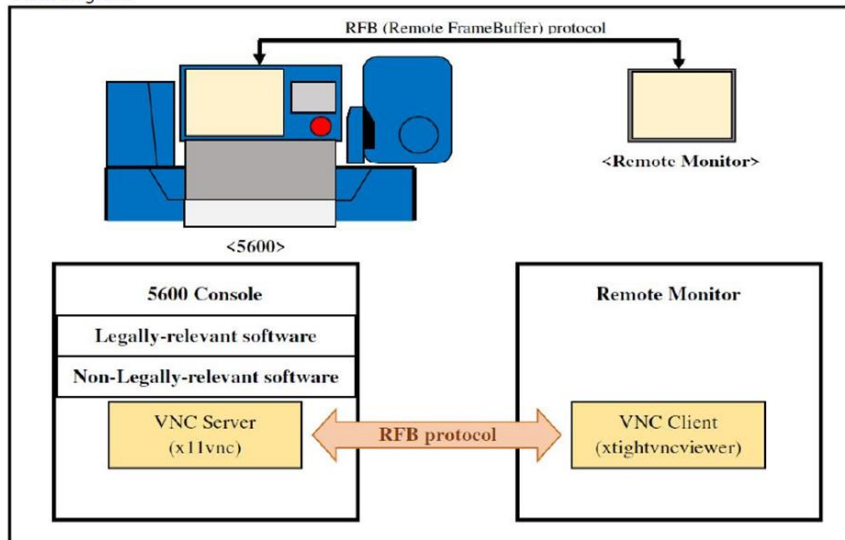 RFB (Remote FrameBuffer) protocol
<Remote Monitor>
<5600>
5600 Console
Legally-relevant software
Non-Legally-relevant software
VNC Server
(x11vnc)
RFB protocol
Remote Monitor
VNC Client
(xtightvncviewer)